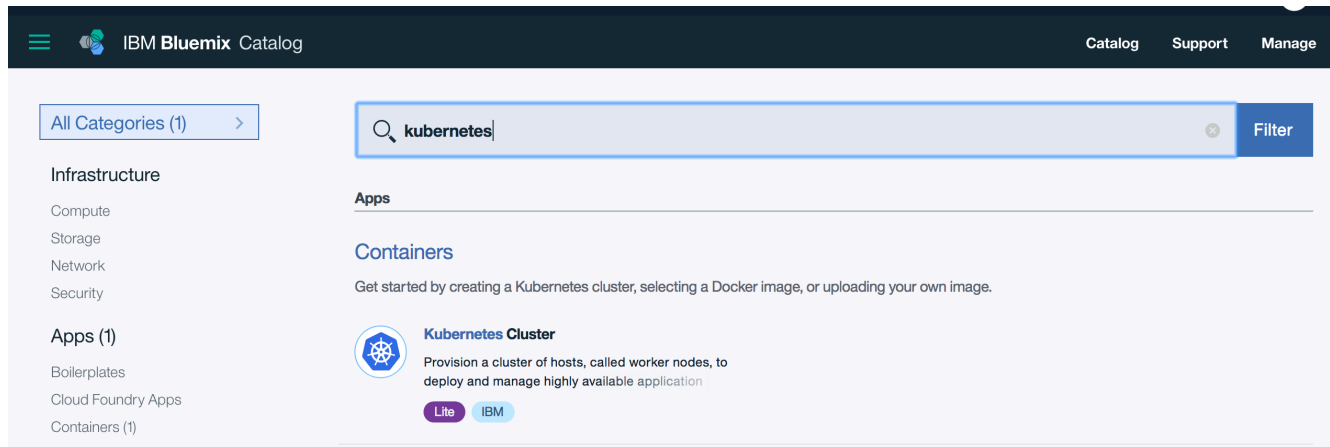 IBM Bluemix Catalog
Catalog Support Manage
All Categories (1)
Infrastructure
Compute
Storage
Network
Security
Apps (1)
Boilerplates
Cloud Foundry Apps
Containers (1)
kubernetes
Filter
Apps
Containers
Get started by creating a Kubernetes cluster, selecting a Docker image, or uploading your own image.
Kubernetes Cluster
Provision a cluster of hosts, called worker nodes, to
deploy and manage highly available application
Lite IBM